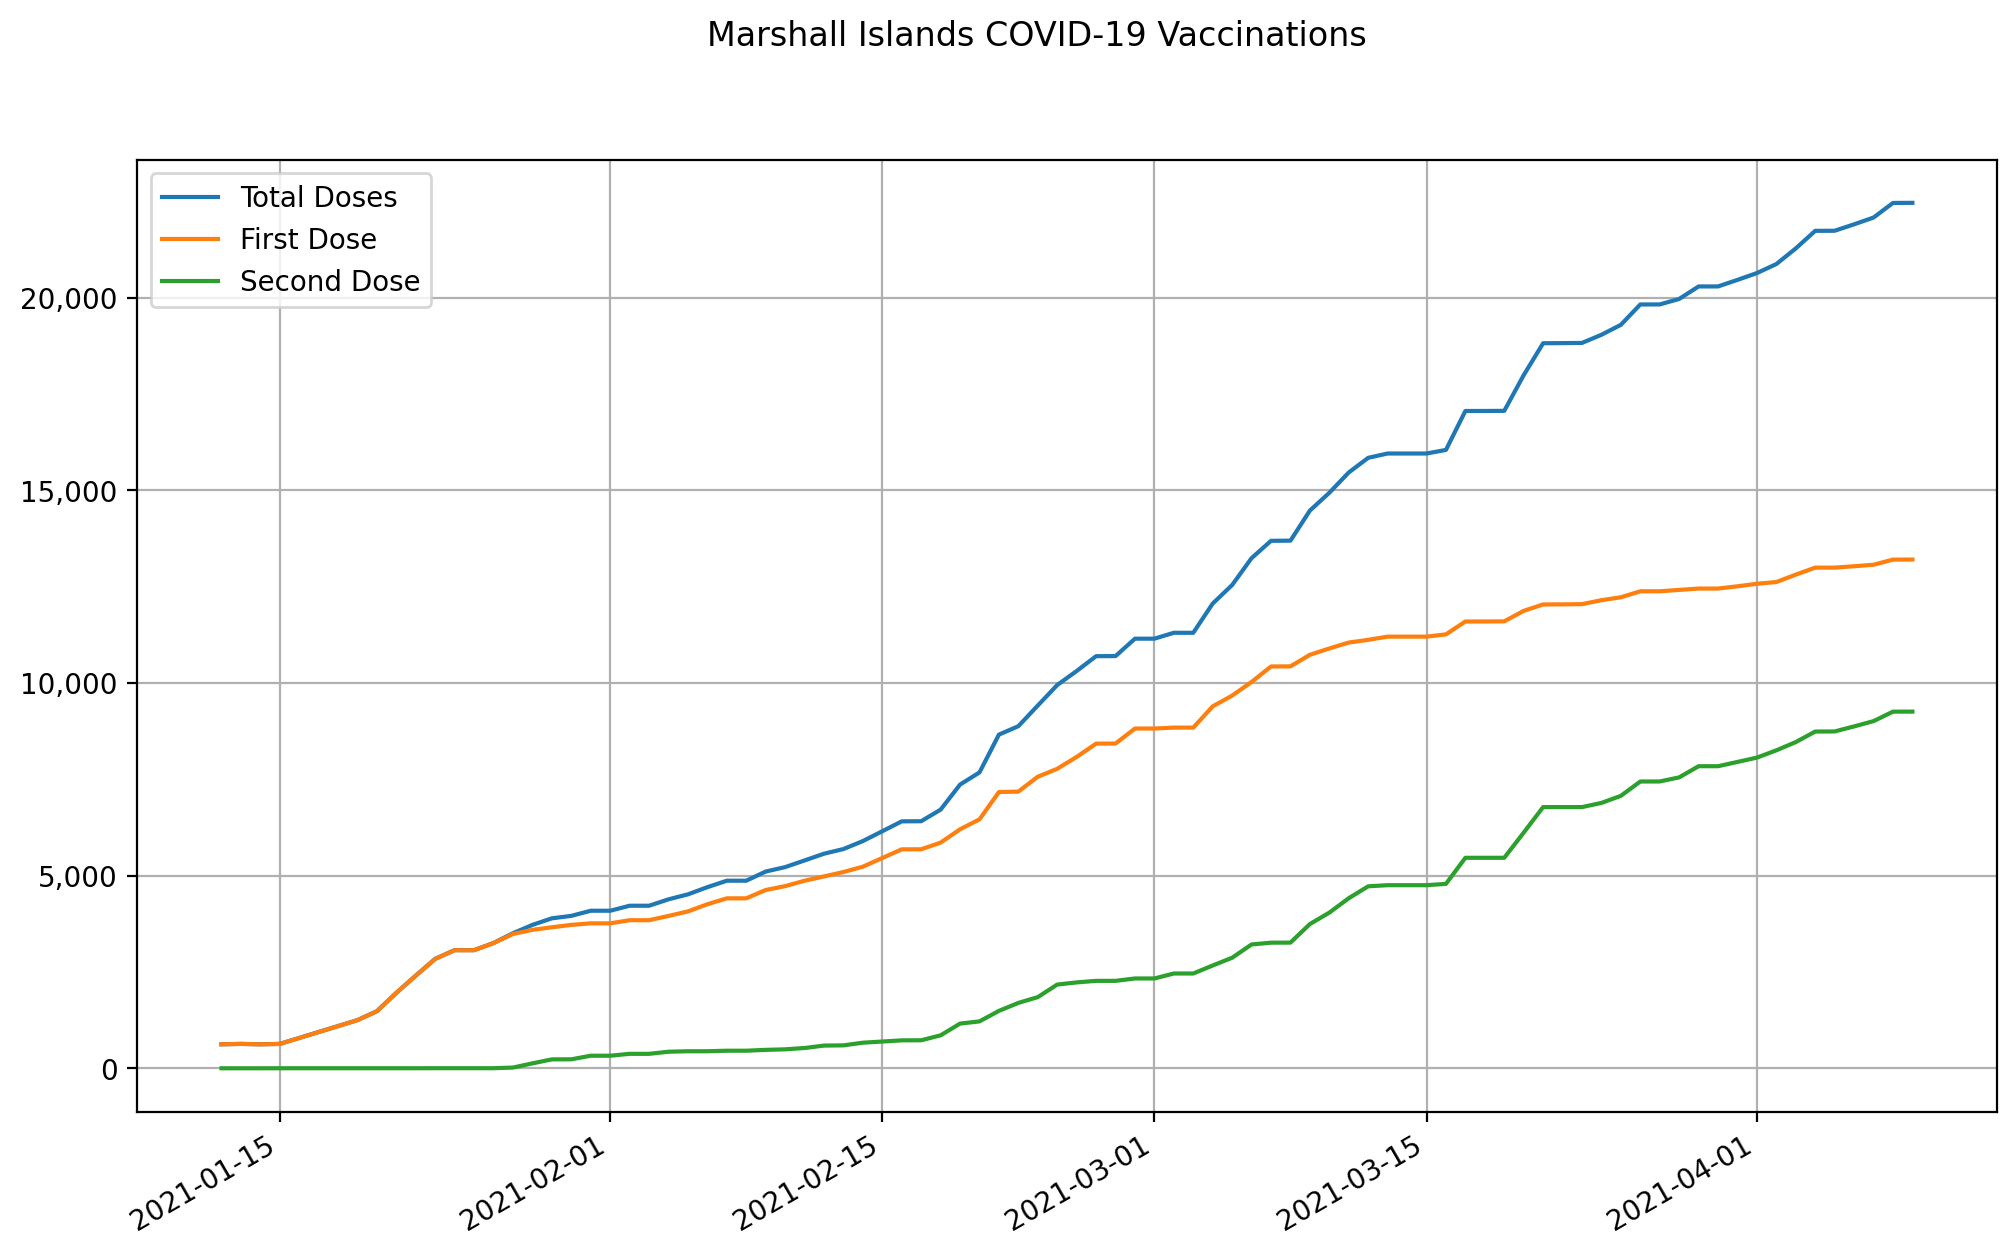 Marshall Islands COVID-19 Vaccinations
Total Doses
First Dose
Second Dose
20,000
15,000
10,000
5,000
0
2021-01-15
2021-02-01
2021-02-15
2021-03-01
2021-03-15
2021-04-01